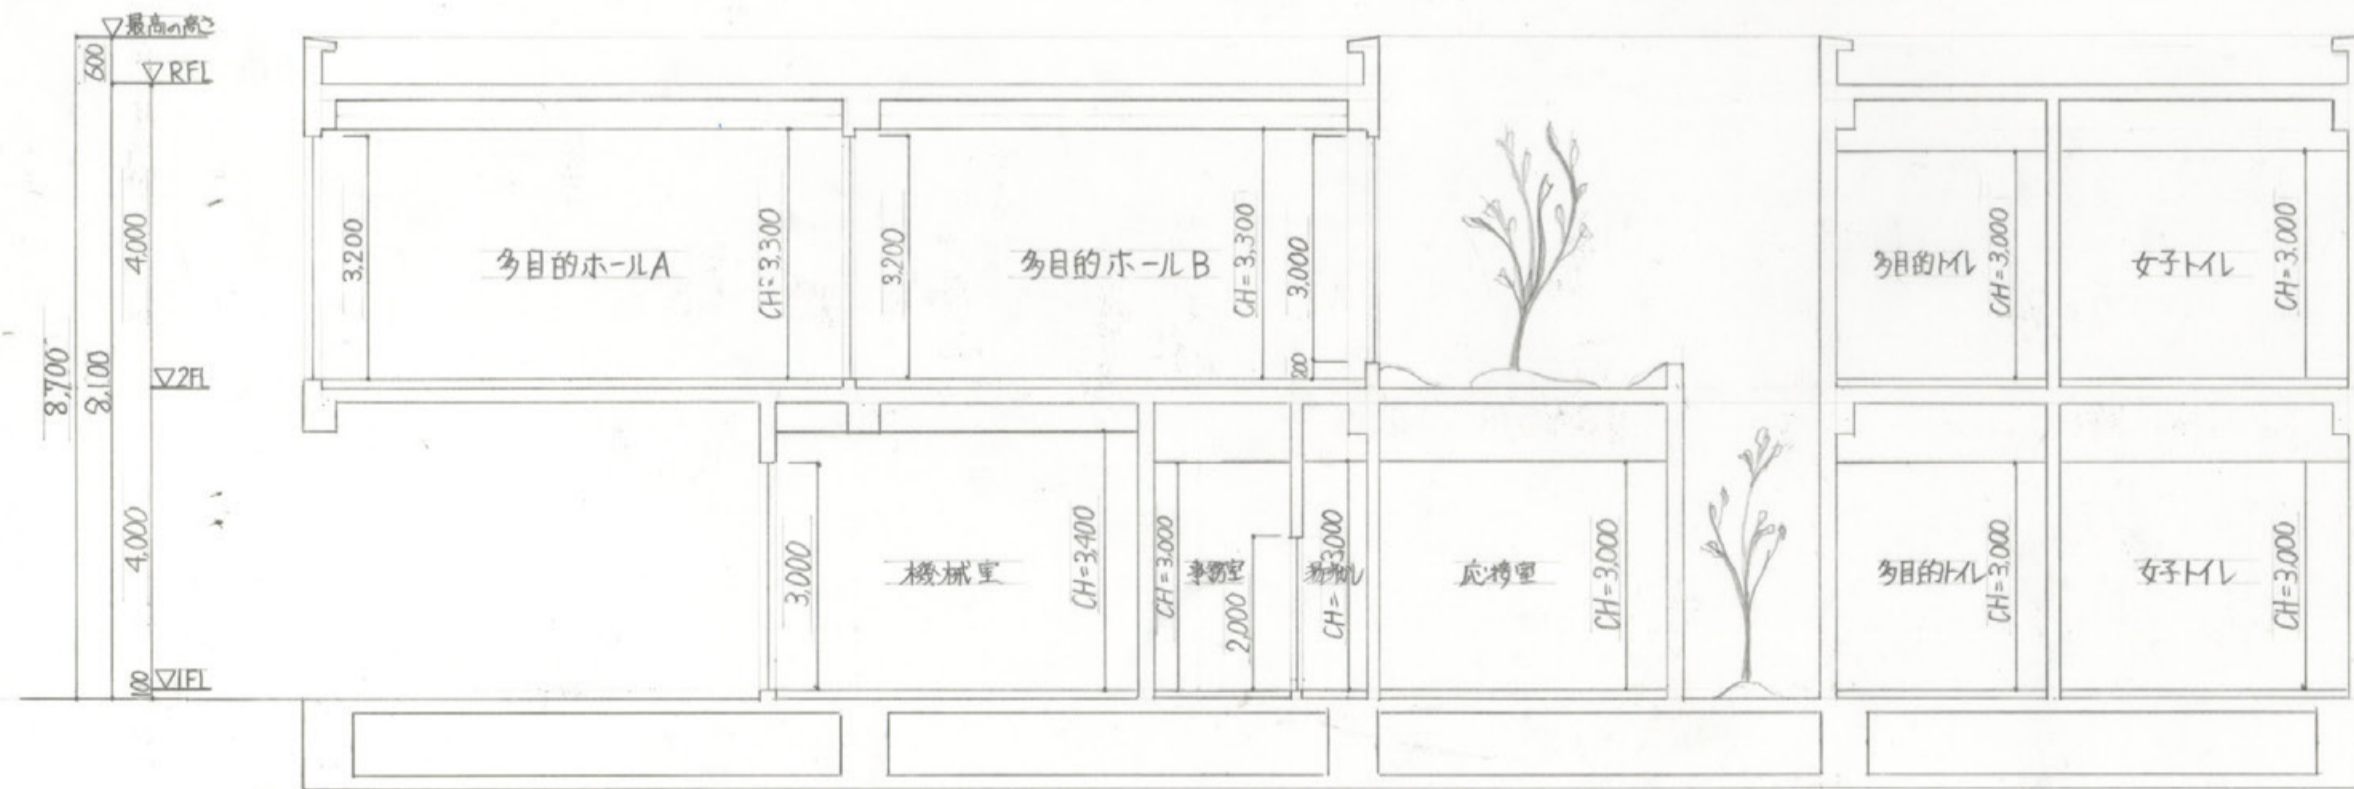 ▽最高の高さ
600
▽RFL
4,000
8,700
8,100
▽2FL
4,000
100
▽1FL
3,200
多目的ホールA
CH=3,300
3,200
多目的ホールB
CH=3,300
3,000
200
多目的トイレ
CH=3,000
女子トイレ
CH=3,000
3,000
機械室
CH=3,400
CH=3.000
事務室
2,000
CH=3,000
応接室
CH=3,000
多目的トイレ
CH=3,000
女子トイレ
CH=3,000